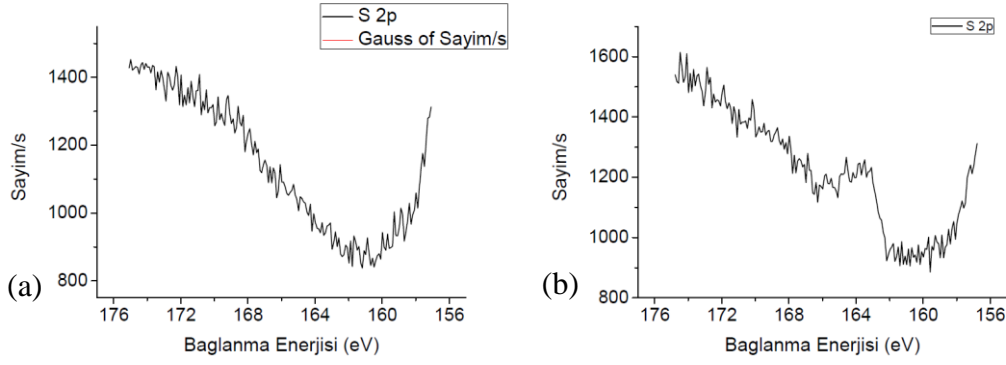 S 2p
Gauss of Sayim/s
1400
1200
1000
800
Sayim/s
176 172 168 164 160 156
Baglanma Enerjisi (eV)
(a)
S 2p
1600
1400
1200
1000
800
Sayim/s
176 172 168 164 160 156
Baglanma Enerjisi (eV)
(b)